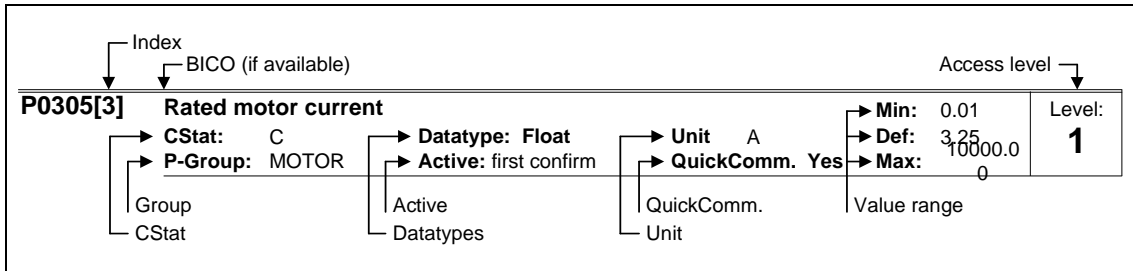 Index
BICO (if available)
Access level
P0305[3] Rated motor current Min: 0.01 Level:
CStat: C Datatype: Float Unit A Def: 3.25 1
P-Group: MOTOR Active: first confirm QuickComm. Yes Max: 10000.0
0
Group Active QuickComm. Value range
CStat Datatypes Unit